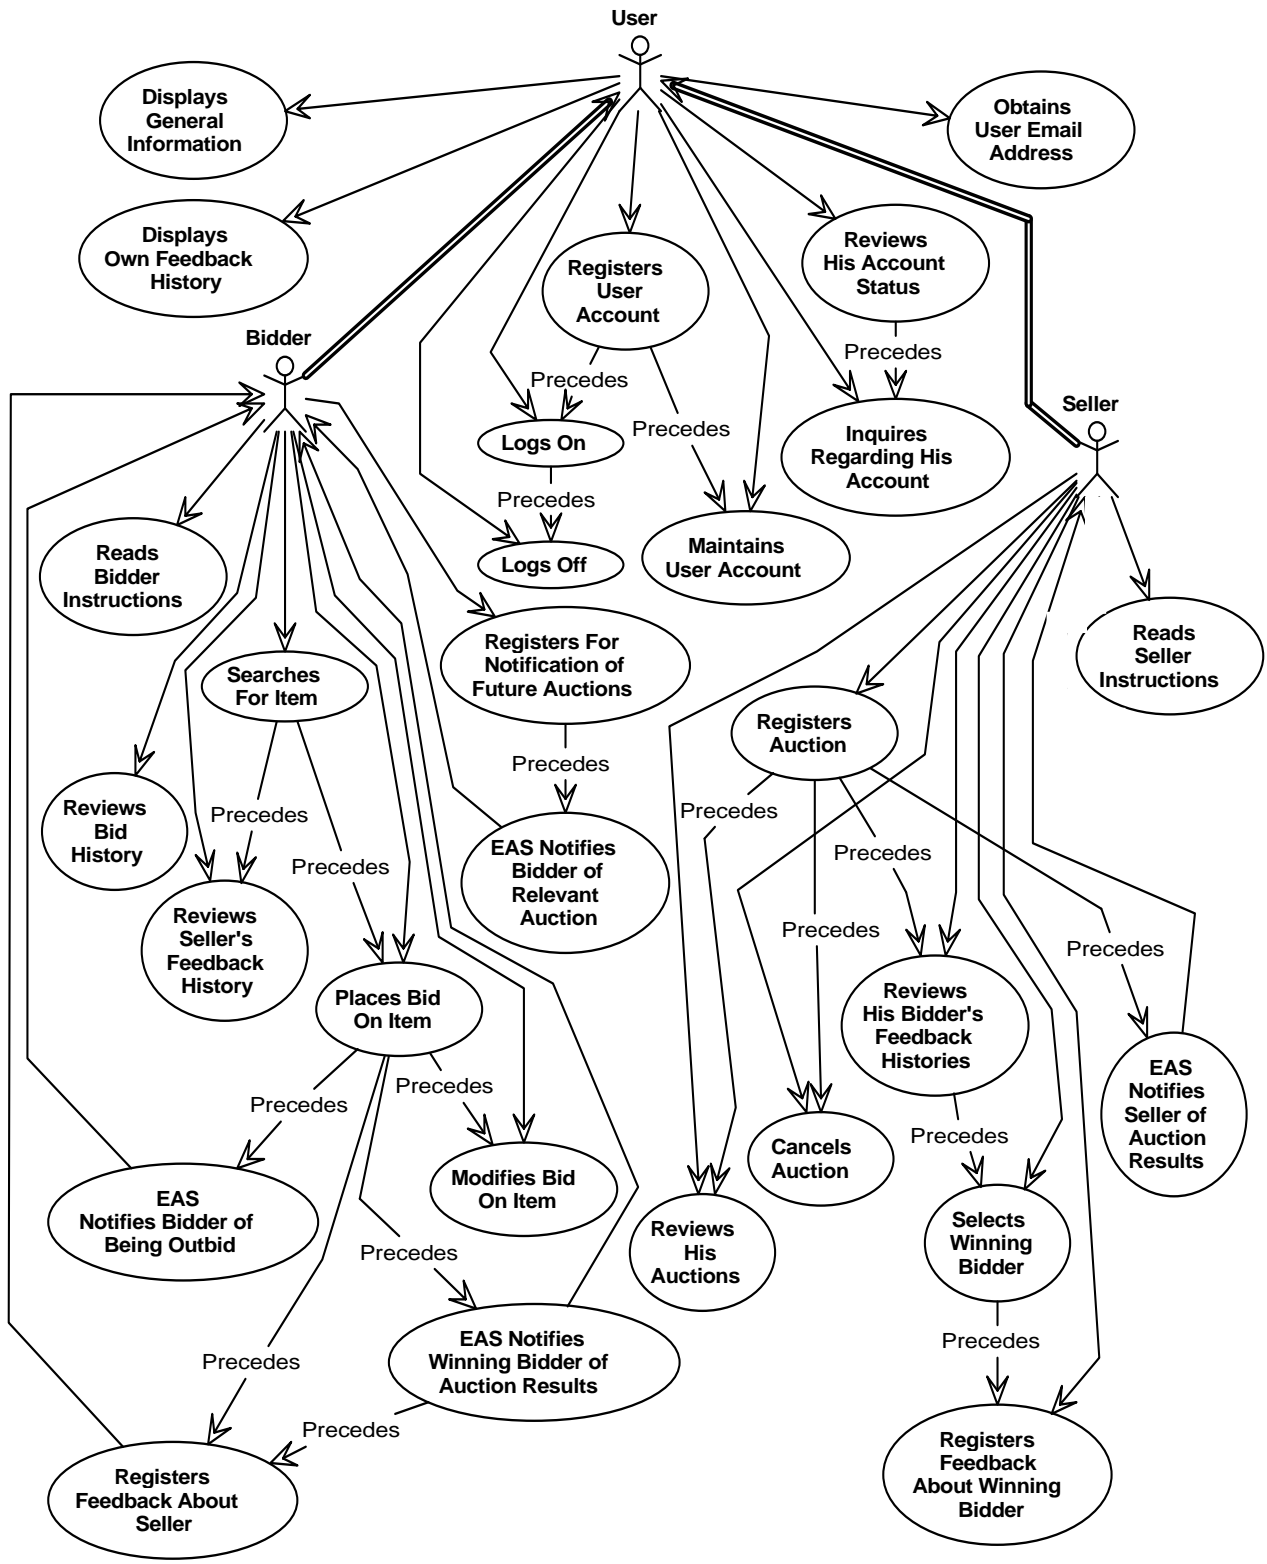 User
Displays
General
Information
Obtains
User Email
Address
Displays
Own Feedback
History
Registers
User
Account
Reviews
His Account
Status
Bidder
Precedes
Precedes
Seller
Logs On
Precedes
Inquires
Regarding His
Account
Precedes
Reads
Bidder
Instructions
Logs Off
Maintains
User Account
Registers For
Notification of
Future Auctions
Reads
Seller
Instructions
Searches
For Item
Registers
Auction
Precedes
Reviews
Bid
History
Precedes
Precedes
EAS Notifies
Bidder of
Relevant
Auction
Precedes
Precedes
Reviews
Seller's
Feedback
History
Precedes
Precedes
Places Bid
On Item
Reviews
His Bidder's
Feedback
Histories
EAS
Notifies
Seller of
Auction
Results
Precedes
Precedes
Precedes
Cancels
Auction
Modifies Bid
On Item
EAS
Notifies Bidder of
Being Outbid
Reviews
His
Auctions
Selects
Winning
Bidder
Precedes
Precedes
Precedes
EAS Notifies
Winning Bidder of
Auction Results
Precedes
Registers
Feedback About
Seller
Registers
Feedback
About Winning
Bidder